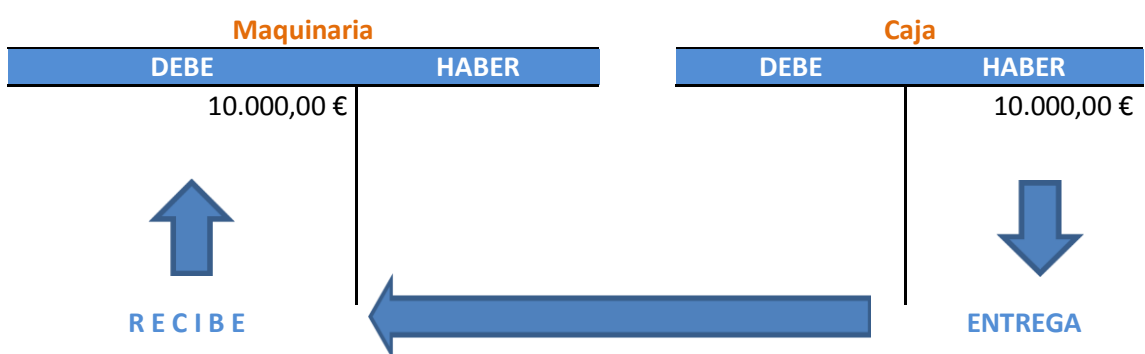 Maquinaria Caja
DEBE HABER DEBE HABER
10.000,00 € 10.000,00 €
R E C I B E ENTREGA